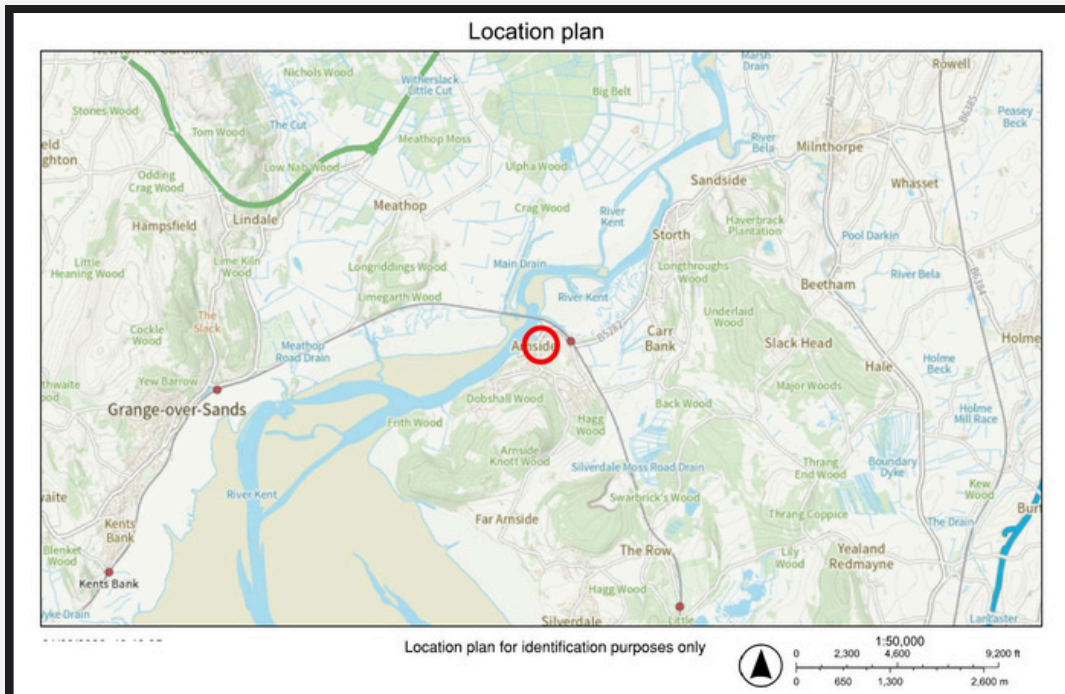 Location plan
Nichols Wood
Witherslack
Little Cut
Marsh
Drain
Rowell
Stones Wood
The Cut
Big Belt
A6
B6385
Peasey
Beck
Tom Wood
Meathop Moss
River
Bela
Milnthorpe
Low Nab Wood
Ulpha Wood
Odding
Crag Wood
Sandside
Whasset
Meathop
Crag Wood
River
Kent
Hampsfield
Lindale
Haverbrack
Plantation
Storth
Pool Darkin
Little
Heaning Wood
Lime Kiln
Wood
Longriddings Wood
Main Drain
Longthroughs
Wood
River Bela
B6384
Limegarth Wood
River Kent
Beetham
The
Slack
Underlaid
Wood
Cockle
Wood
Meathop
Road Drain
Arnside
B5282
Carr
Bank
Slack Head
Holme
Hale
Holme
Beck
Yew Barrow
Major Woods
Grange-over-Sands
Dobshall Wood
Back Wood
Frith Wood
Hagg
Wood
Holme
Mill Race
Arnside
Knott Wood
Silverdale Moss Road Drain
Thrang
End Wood
Boundary
Dyke
River Kent
Swarbrick's Wood
Kew
Wood
Kents
Bank
Far Arnside
Thrang Coppice
The Drain
Blenket
Wood
The Row
Lily
Wood
Yealand
Redmayne
Kents Bank
Hagg Wood
Silverdale
Little
Lancaster
Location plan for identification purposes only
1:50,000
0 2,300 4,600 9,200 ft
0 650 1,300 2,600 m